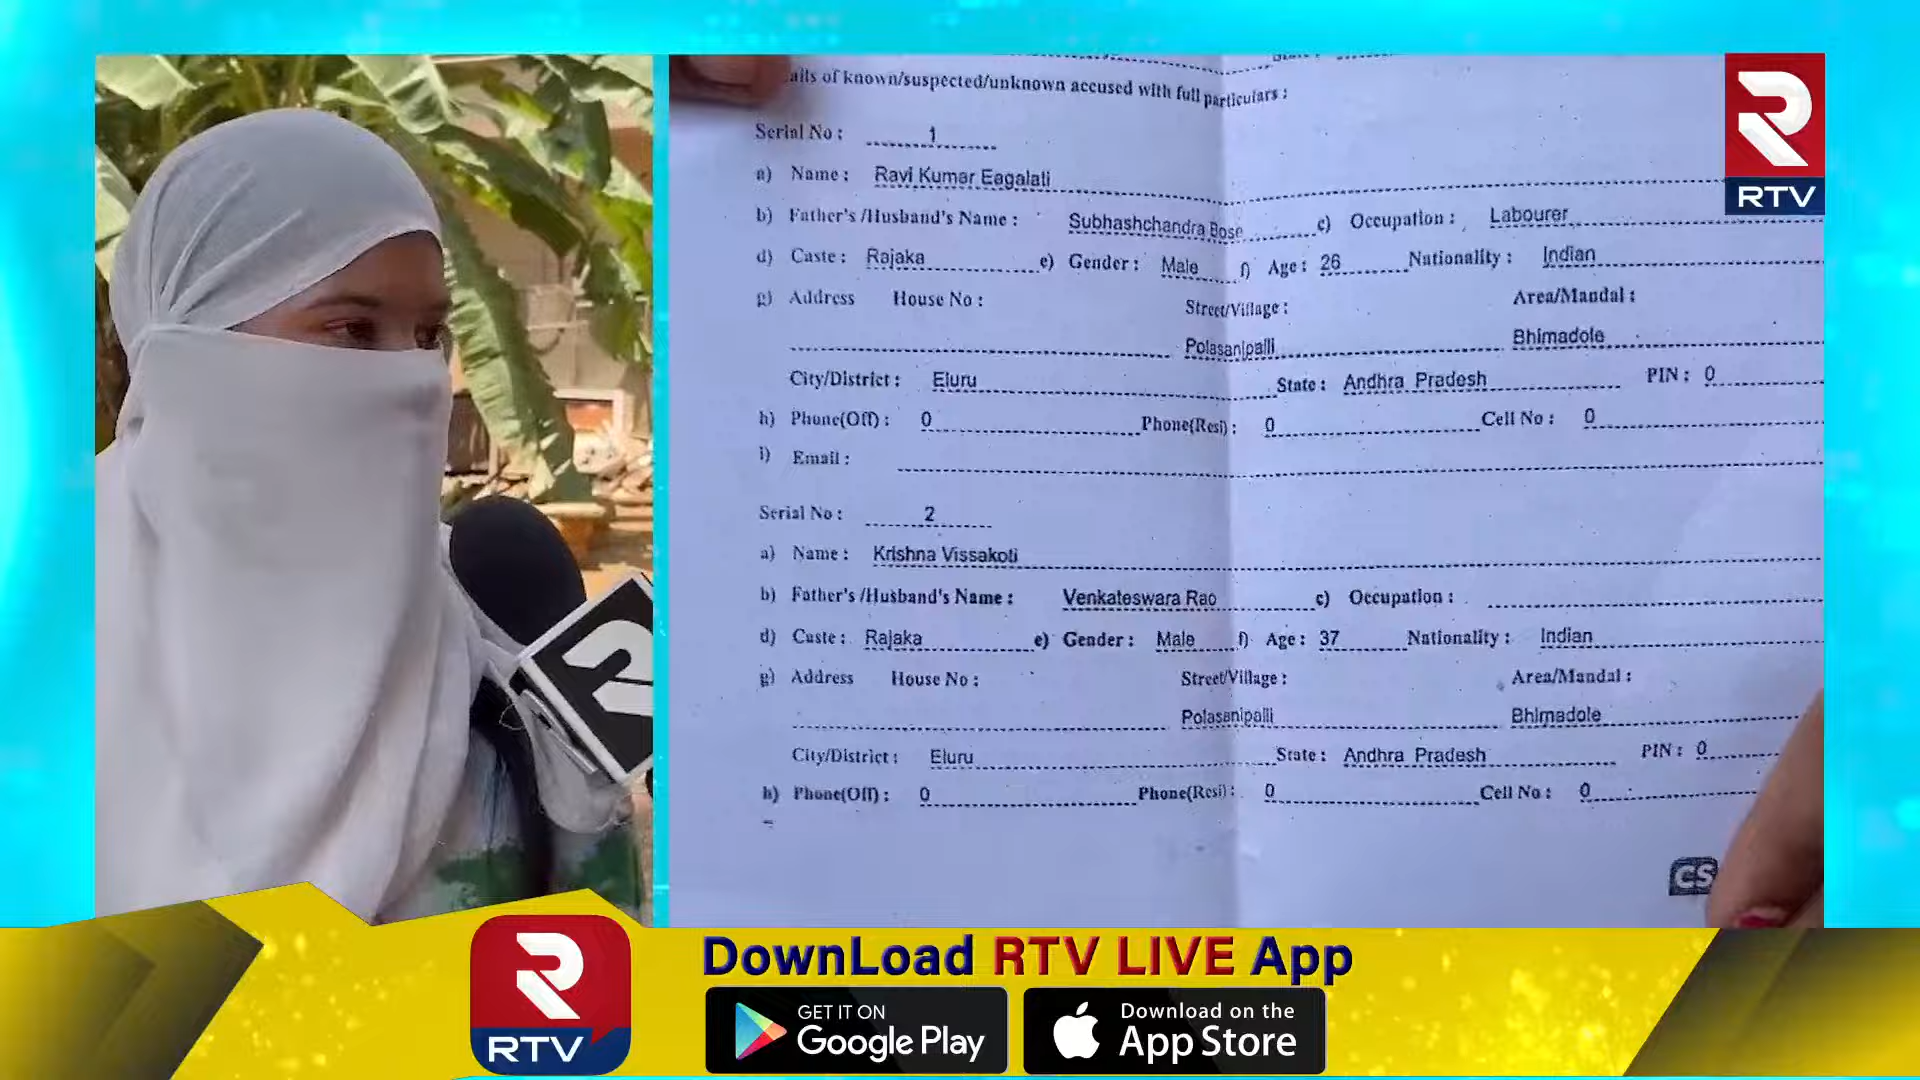 ails of known/suspected/unknown accused with full particulars :
RTV
Serial No : 1
a) Name : Ravi Kumar Eagalati
b) Father's /Husband's Name : Subhashchandra Bose c) Occupation : Labourer
d) Caste : Rajaka e) Gender : Male f) Age : 26 Nationality : Indian
g) Address House No : Street/Village : Area/Mandal :
Polasanipalli Bhimadole
City/District : Eluru State : Andhra Pradesh PIN : 0
h) Phone(Off) : 0 Phone(Resi) : 0 Cell No : 0
i) Email :
Serial No : 2
a) Name : Krishna Vissakoti
b) Father's /Husband's Name : Venkateswara Rao c) Occupation :
d) Caste : Rajaka e) Gender : Male f) Age : 37 Nationality : Indian
g) Address House No : Street/Village : Area/Mandal :
Polasanipalli Bhimadole
City/District : Eluru State : Andhra Pradesh PIN : 0
h) Phone(Off) : 0 Phone(Resi) : 0 Cell No : 0
CS
DownLoad RTV LIVE App
RTV
GET IT ON
Google Play
Download on the
App Store